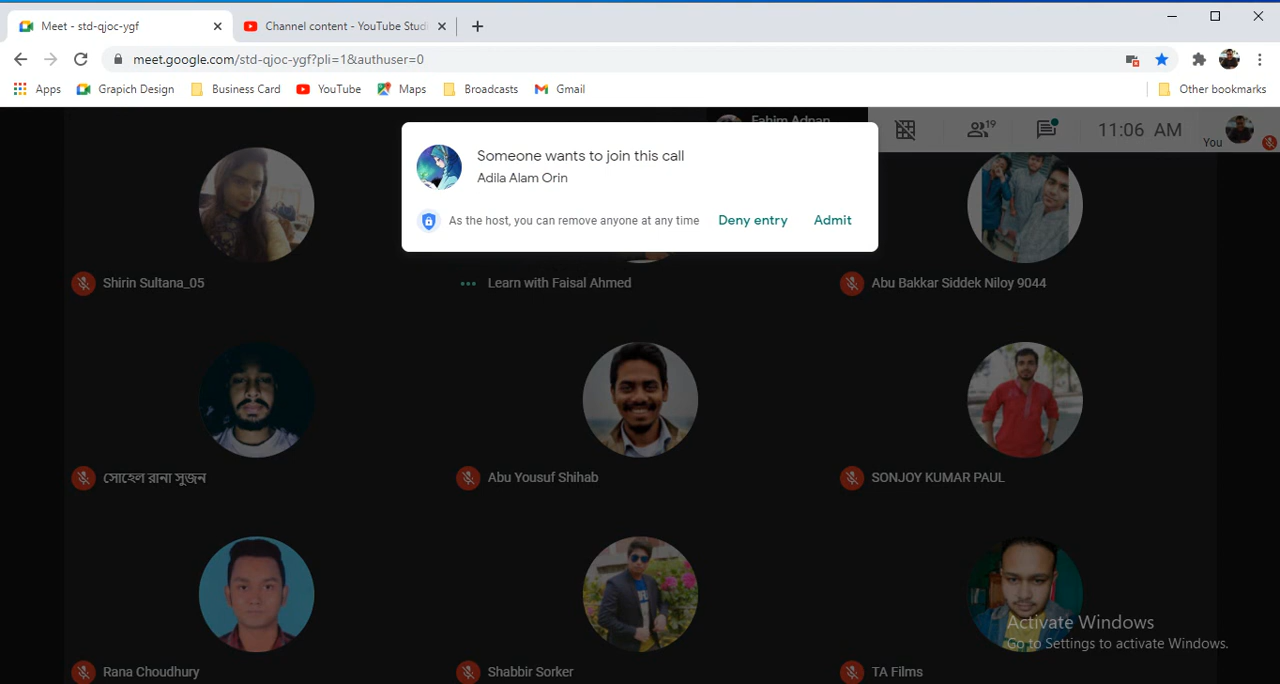 Meet - std-qjoc-ygf
Channel content - YouTube Studi
meet.google.com/std-qjoc-ygf?pli=1&authuser=0
Apps Grapich Design Business Card YouTube Maps Broadcasts Gmail Other bookmarks
Fahim Adnan
19
11:06 AM
You
Someone wants to join this call
Adila Alam Orin
As the host, you can remove anyone at any time Deny entry Admit
Shirin Sultana_05
Learn with Faisal Ahmed
Abu Bakkar Siddek Niloy 9044
সোহেল রানা সুজন
Abu Yousuf Shihab
SONJOY KUMAR PAUL
Activate Windows
Go to Settings to activate Windows.
Rana Choudhury
Shabbir Sorker
TA Films